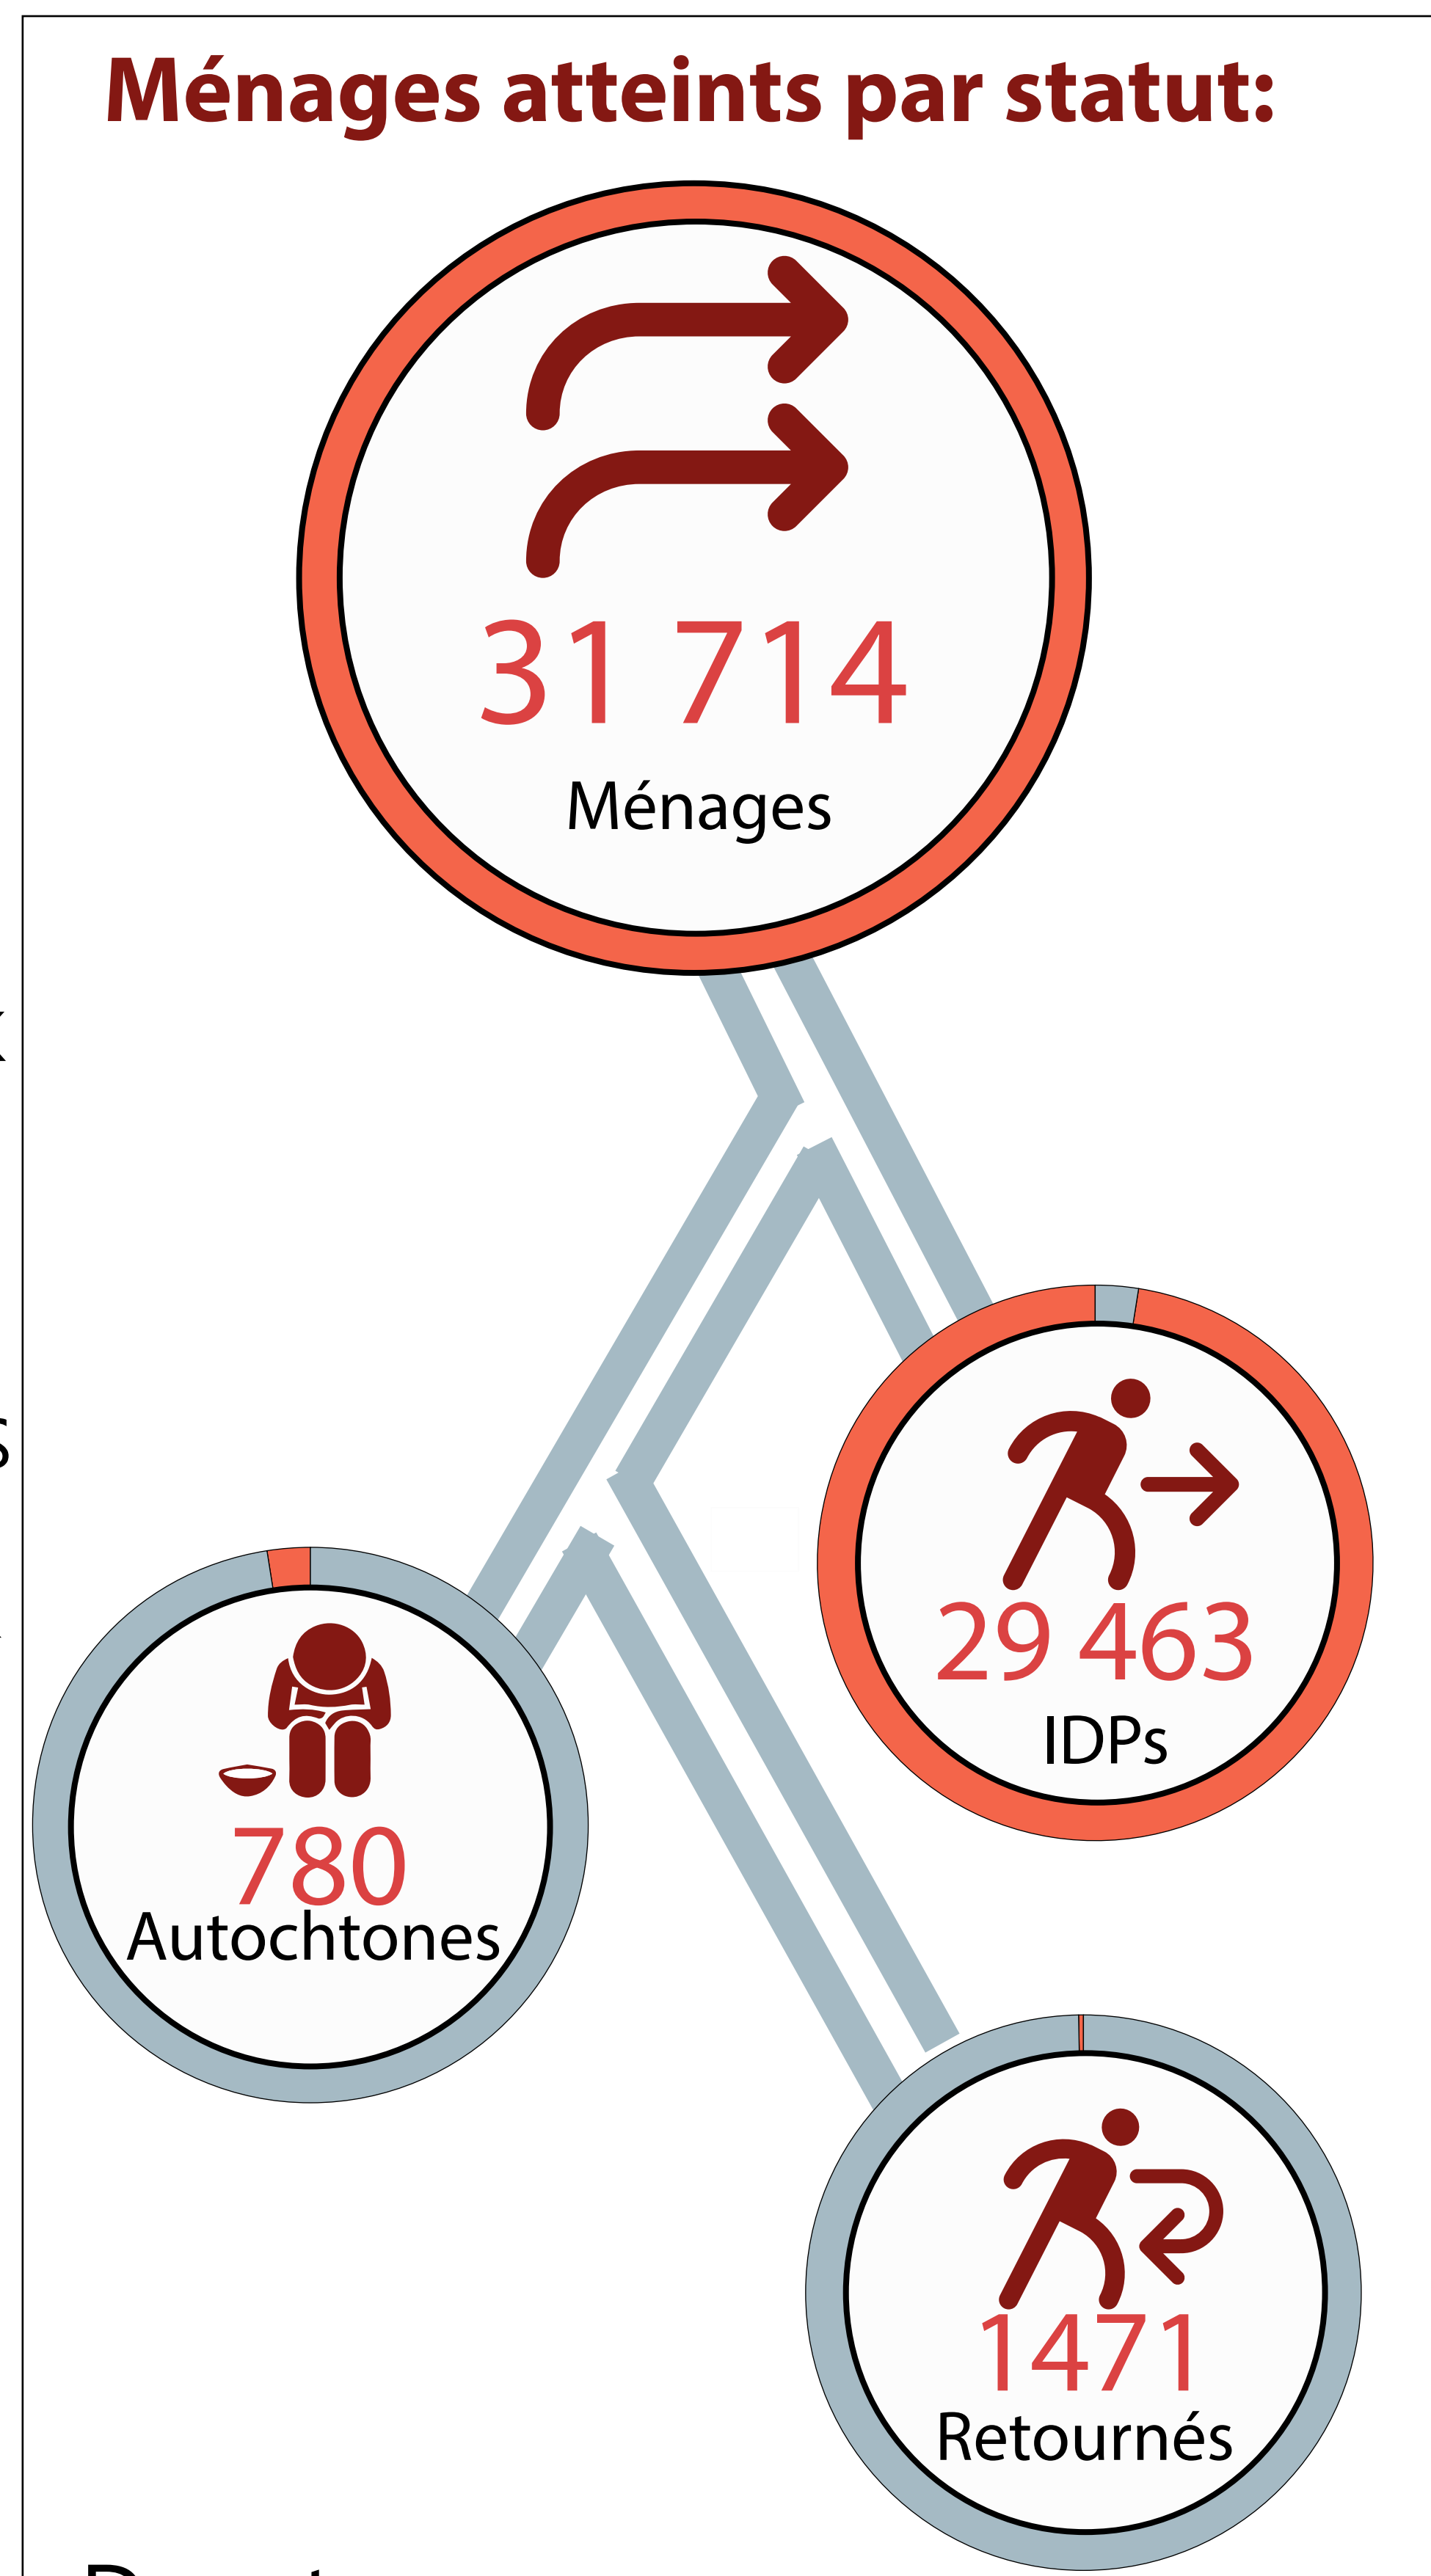 Ménages atteints par statut:
31 714
Ménages
29 463
IDPs
780
Autochtones
1471
Retournés